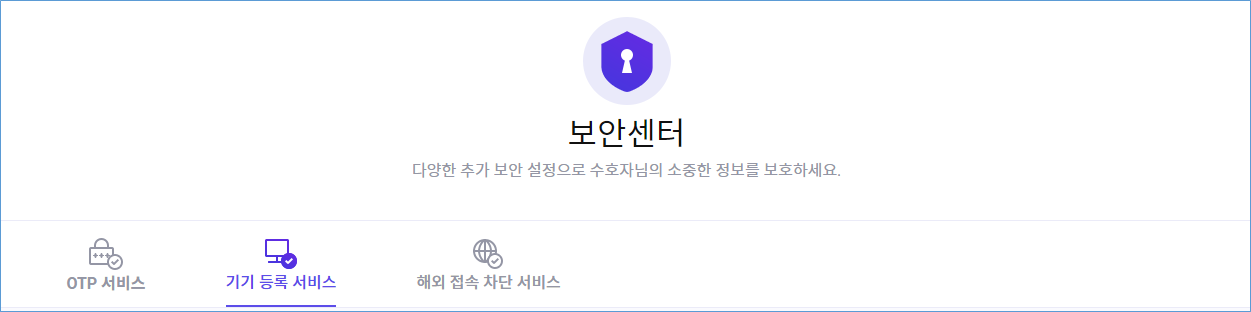 보안센터
다양한 추가 보안 설정으로 수호자님의 소중한 정보를 보호하세요.
OTP 서비스
기기 등록 서비스
해외 접속 차단 서비스